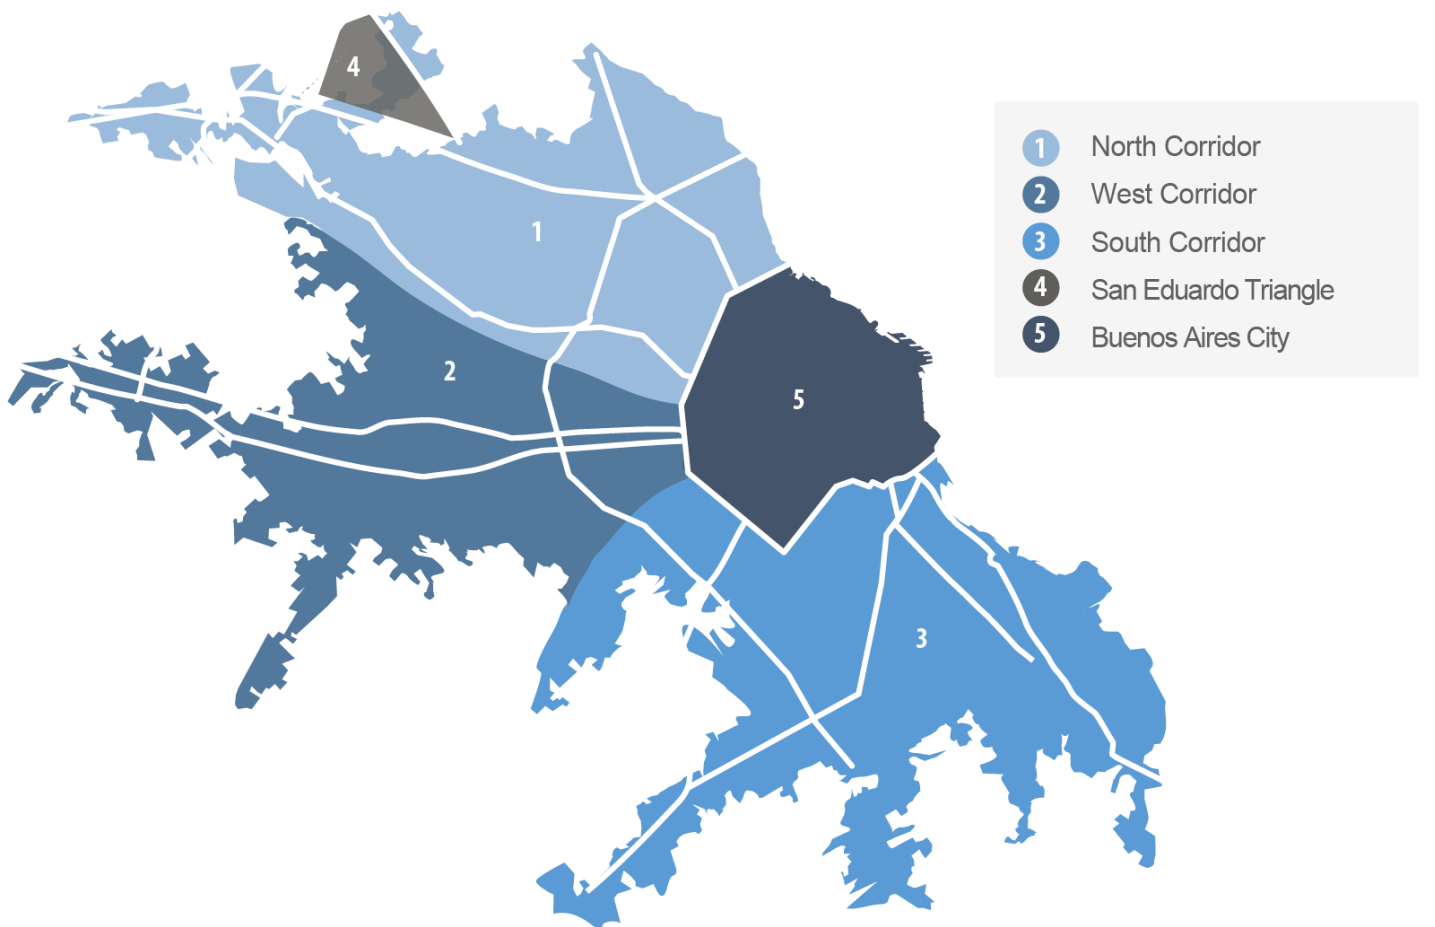 4
1
2
5
3
1 North Corridor
2 West Corridor
3 South Corridor
4 San Eduardo Triangle
5 Buenos Aires City